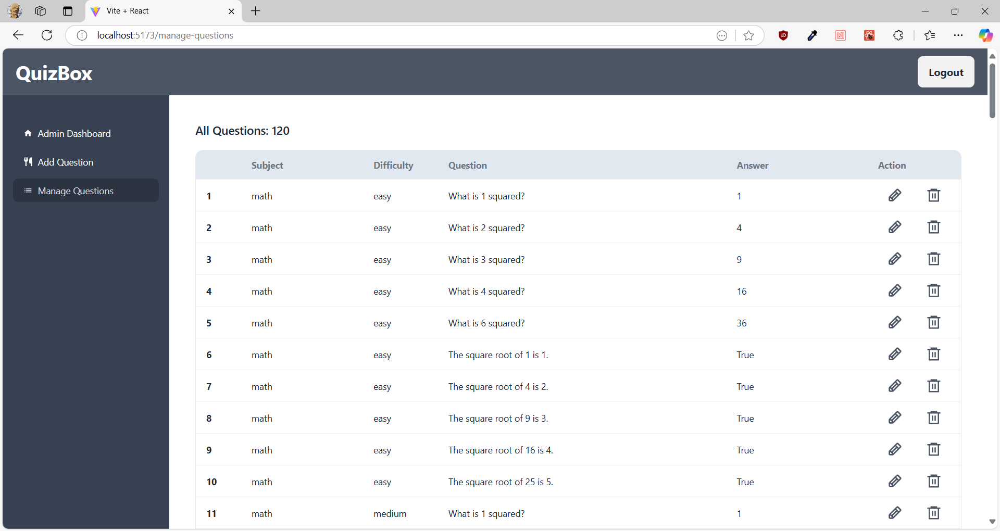 Vite + React
localhost:5173/manage-questions
QuizBox
Logout
Admin Dashboard
Add Question
Manage Questions
All Questions: 120
Subject Difficulty Question Answer Action
1 math easy What is 1 squared? 1
2 math easy What is 2 squared? 4
3 math easy What is 3 squared? 9
4 math easy What is 4 squared? 16
5 math easy What is 6 squared? 36
6 math easy The square root of 1 is 1. True
7 math easy The square root of 4 is 2. True
8 math easy The square root of 9 is 3. True
9 math easy The square root of 16 is 4. True
10 math easy The square root of 25 is 5. True
11 math medium What is 1 squared? 1